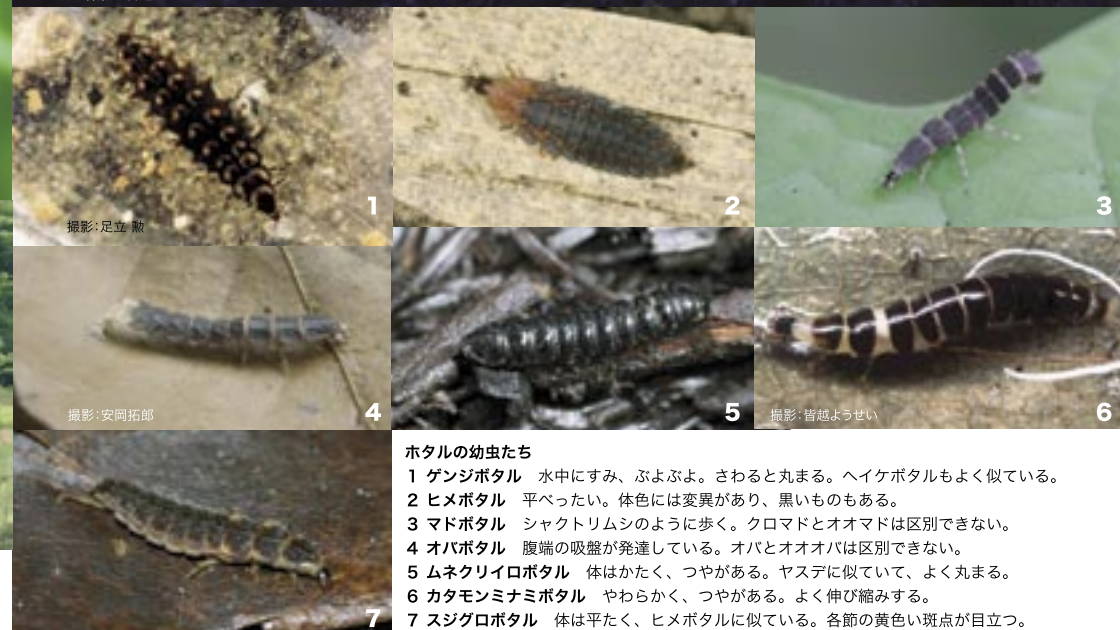 1
2
3
撮影：足立 勲
4
5
6
撮影：安岡拓郎
撮影：皆越ようせい
7
ホタルの幼虫たち
1 ゲンジボタル　水中にすみ、ぶよぶよ。さわると丸まる。ヘイケボタルもよく似ている。
2 ヒメボタル　平べったい。体色には変異があり、黒いものもある。
3 マドボタル　シャクトリムシのように歩く。クロマドとオオマドは区別できない。
4 オバボタル　腹端の吸盤が発達している。オバとオオオバは区別できない。
5 ムネクリイロボタル　体はかたく、つやがある。ヤスデに似ていて、よく丸まる。
6 カタモンミナミボタル　やわらかく、つやがある。よく伸び縮みする。
7 スジグロボタル　体は平たく、ヒメボタルに似ている。各節の黄色い斑点が目立つ。